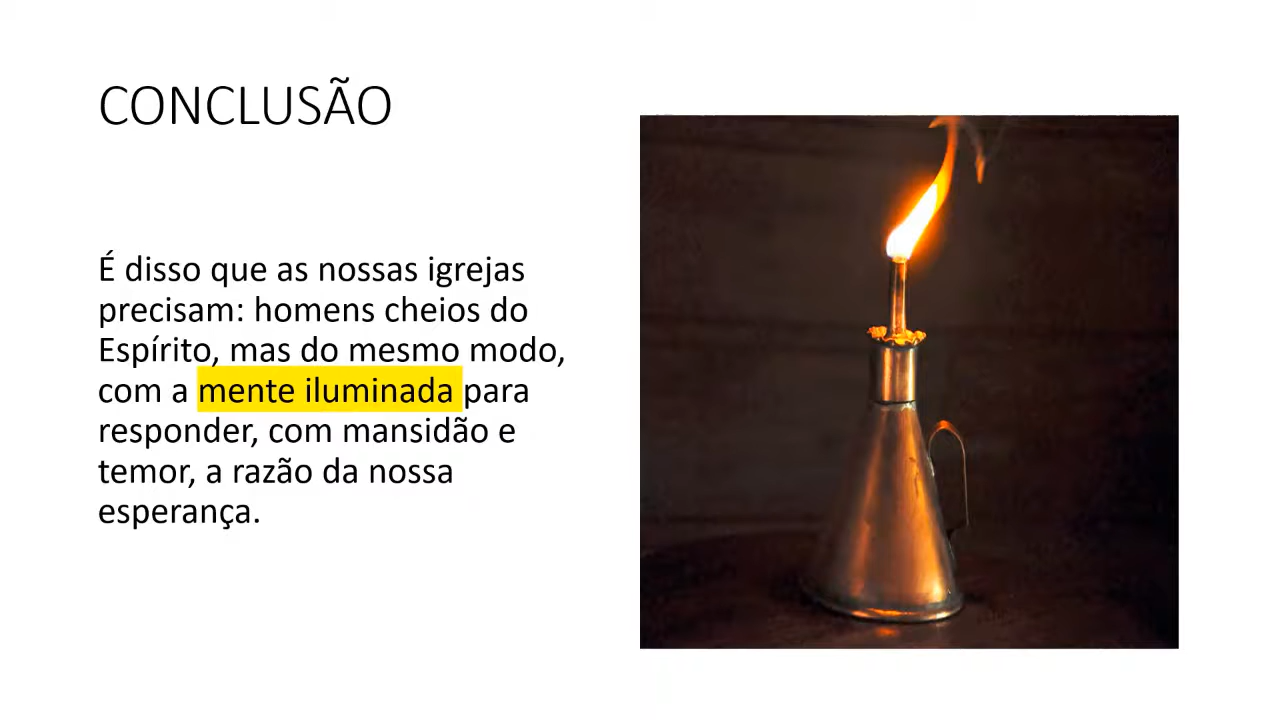 CONCLUSÃO
É disso que as nossas igrejas
precisam: homens cheios do
Espírito, mas do mesmo modo,
com a mente iluminada para
responder, com mansidão e
temor, a razão da nossa
esperança.